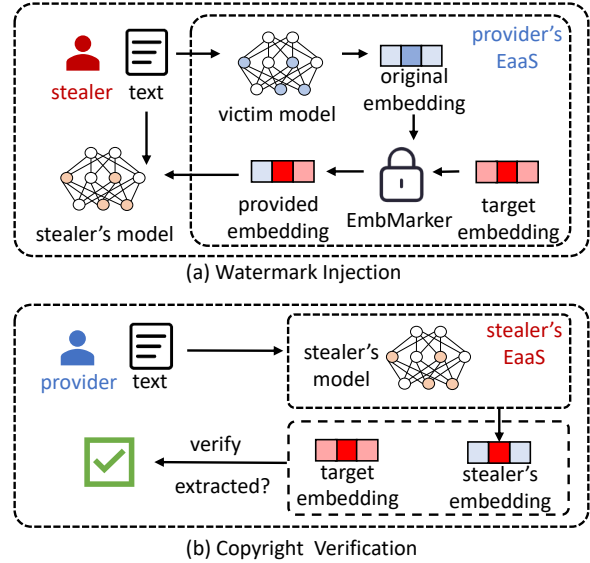 provider's
EaaS
stealer
text
victim model
original
embedding
stealer's model
provided
embedding
EmbMarker
target
embedding
(a) Watermark Injection
provider
text
stealer's
model
stealer's
EaaS
verify
extracted?
target
embedding
stealer's
embedding
(b) Copyright Verification